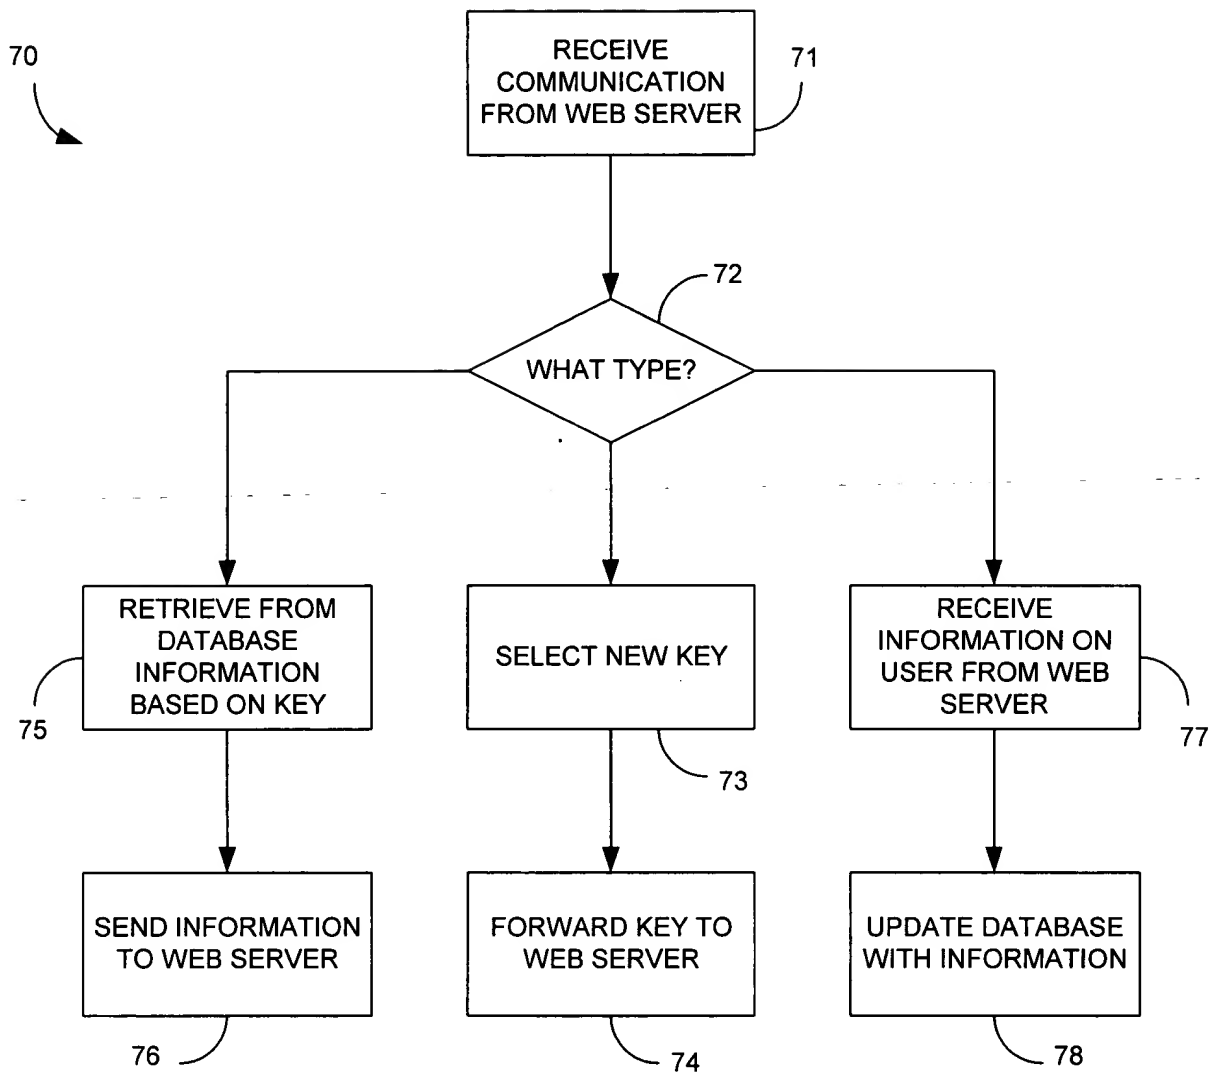 70
RECEIVE
COMMUNICATION
FROM WEB SERVER
71
72
WHAT TYPE?
RETRIEVE FROM
DATABASE
INFORMATION
BASED ON KEY
75
SELECT NEW KEY
73
RECEIVE
INFORMATION ON
USER FROM WEB
SERVER
77
SEND INFORMATION
TO WEB SERVER
76
FORWARD KEY TO
WEB SERVER
74
UPDATE DATABASE
WITH INFORMATION
78